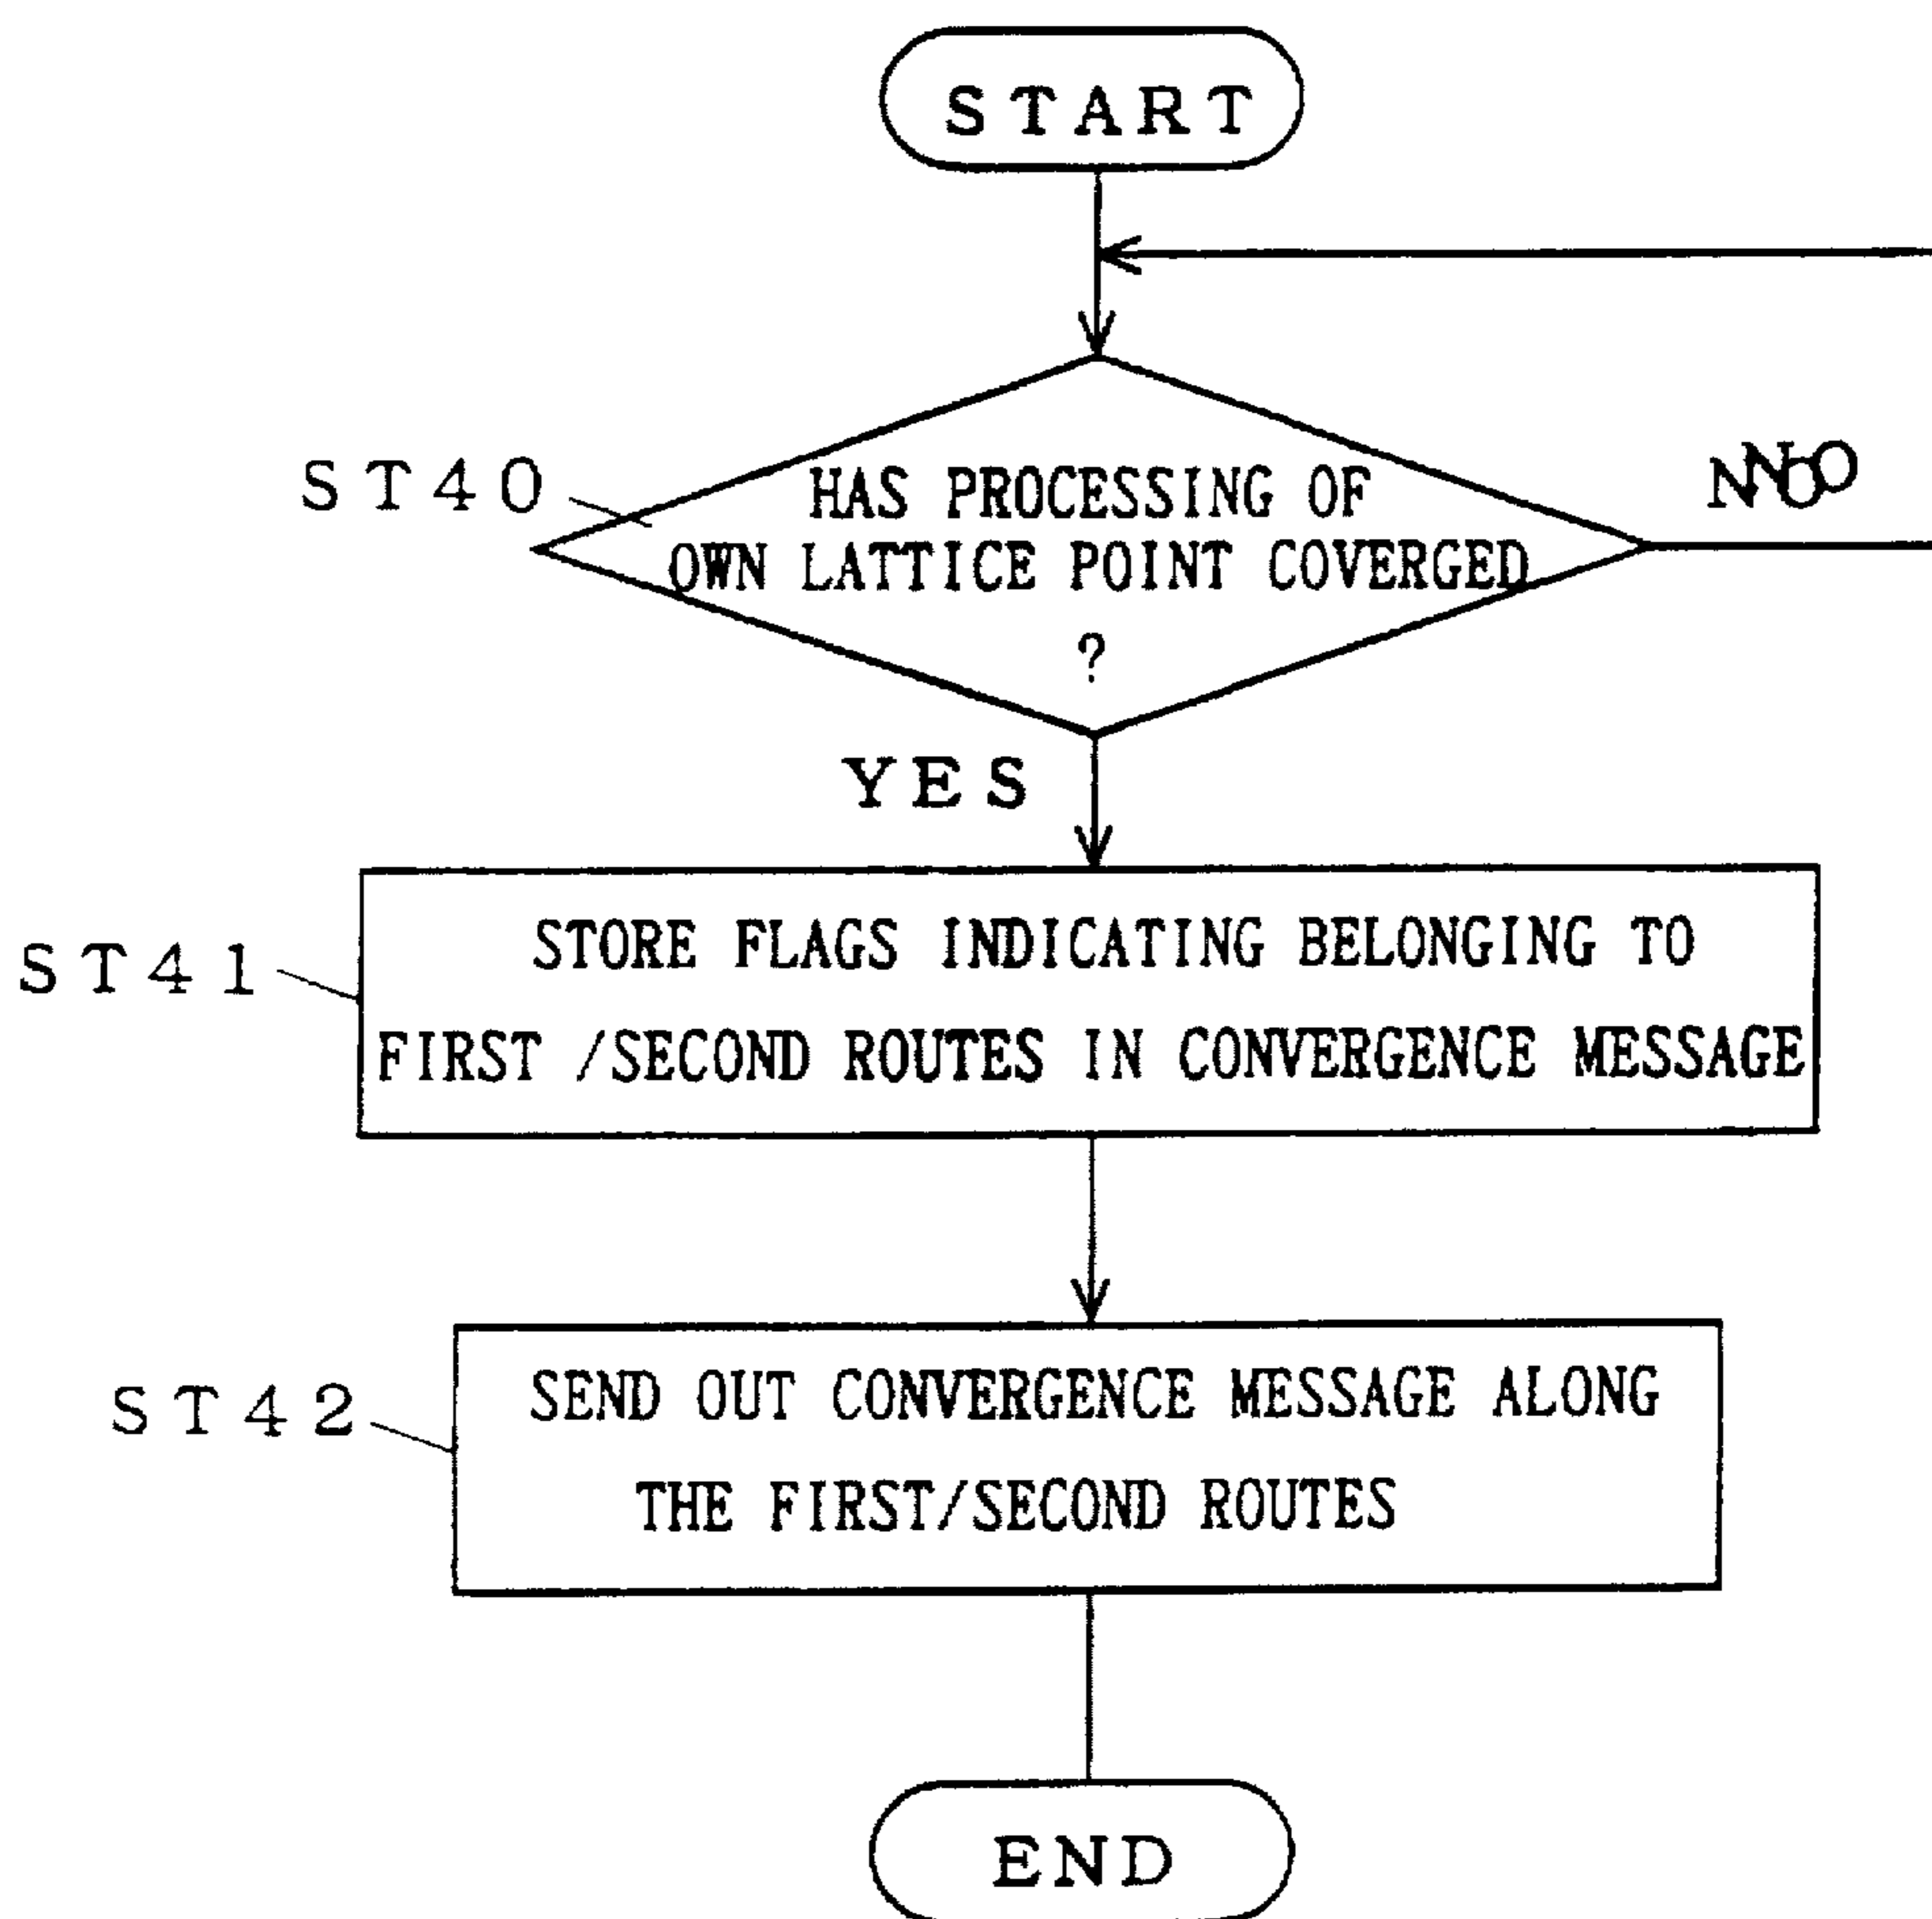 START
ST40
HAS PROCESSING OF
OWN LATTICE POINT COVERGED
?
NO
YES
ST41
STORE FLAGS INDICATING BELONGING TO
FIRST /SECOND ROUTES IN CONVERGENCE MESSAGE
ST42
SEND OUT CONVERGENCE MESSAGE ALONG
THE FIRST/SECOND ROUTES
END